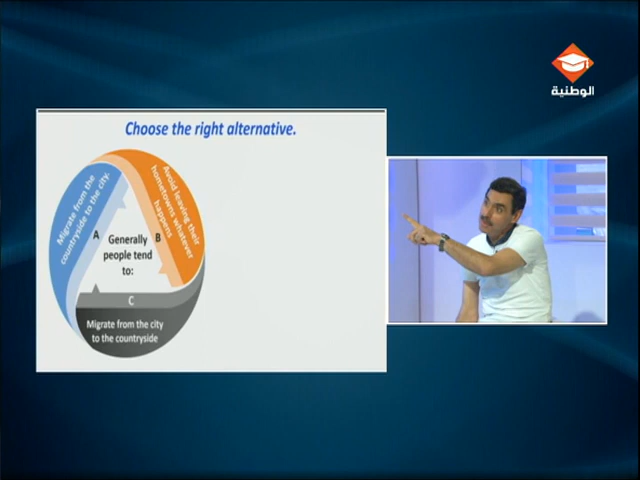 الوطنية
Choose the right alternative.
Migrate from the
countryside to the city.
A
Avoid leaving their
hometowns whatever
happens
B
Generally
people tend
to:
C
Migrate from the city
to the countryside